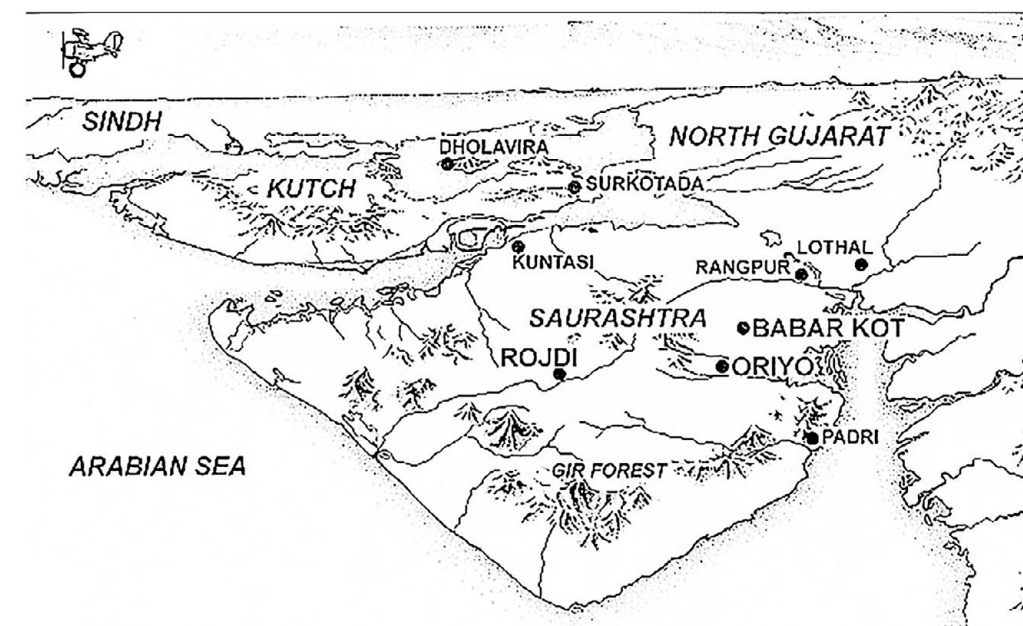 SINDH
NORTH GUJARAT
DHOLAVIRA
KUTCH
SURKOTADA
KUNTASI
LOTHAL
RANGPUR
SAURASHTRA
BABAR KOT
ROJDI
ORIYO
PADRI
ARABIAN SEA
GIR FOREST